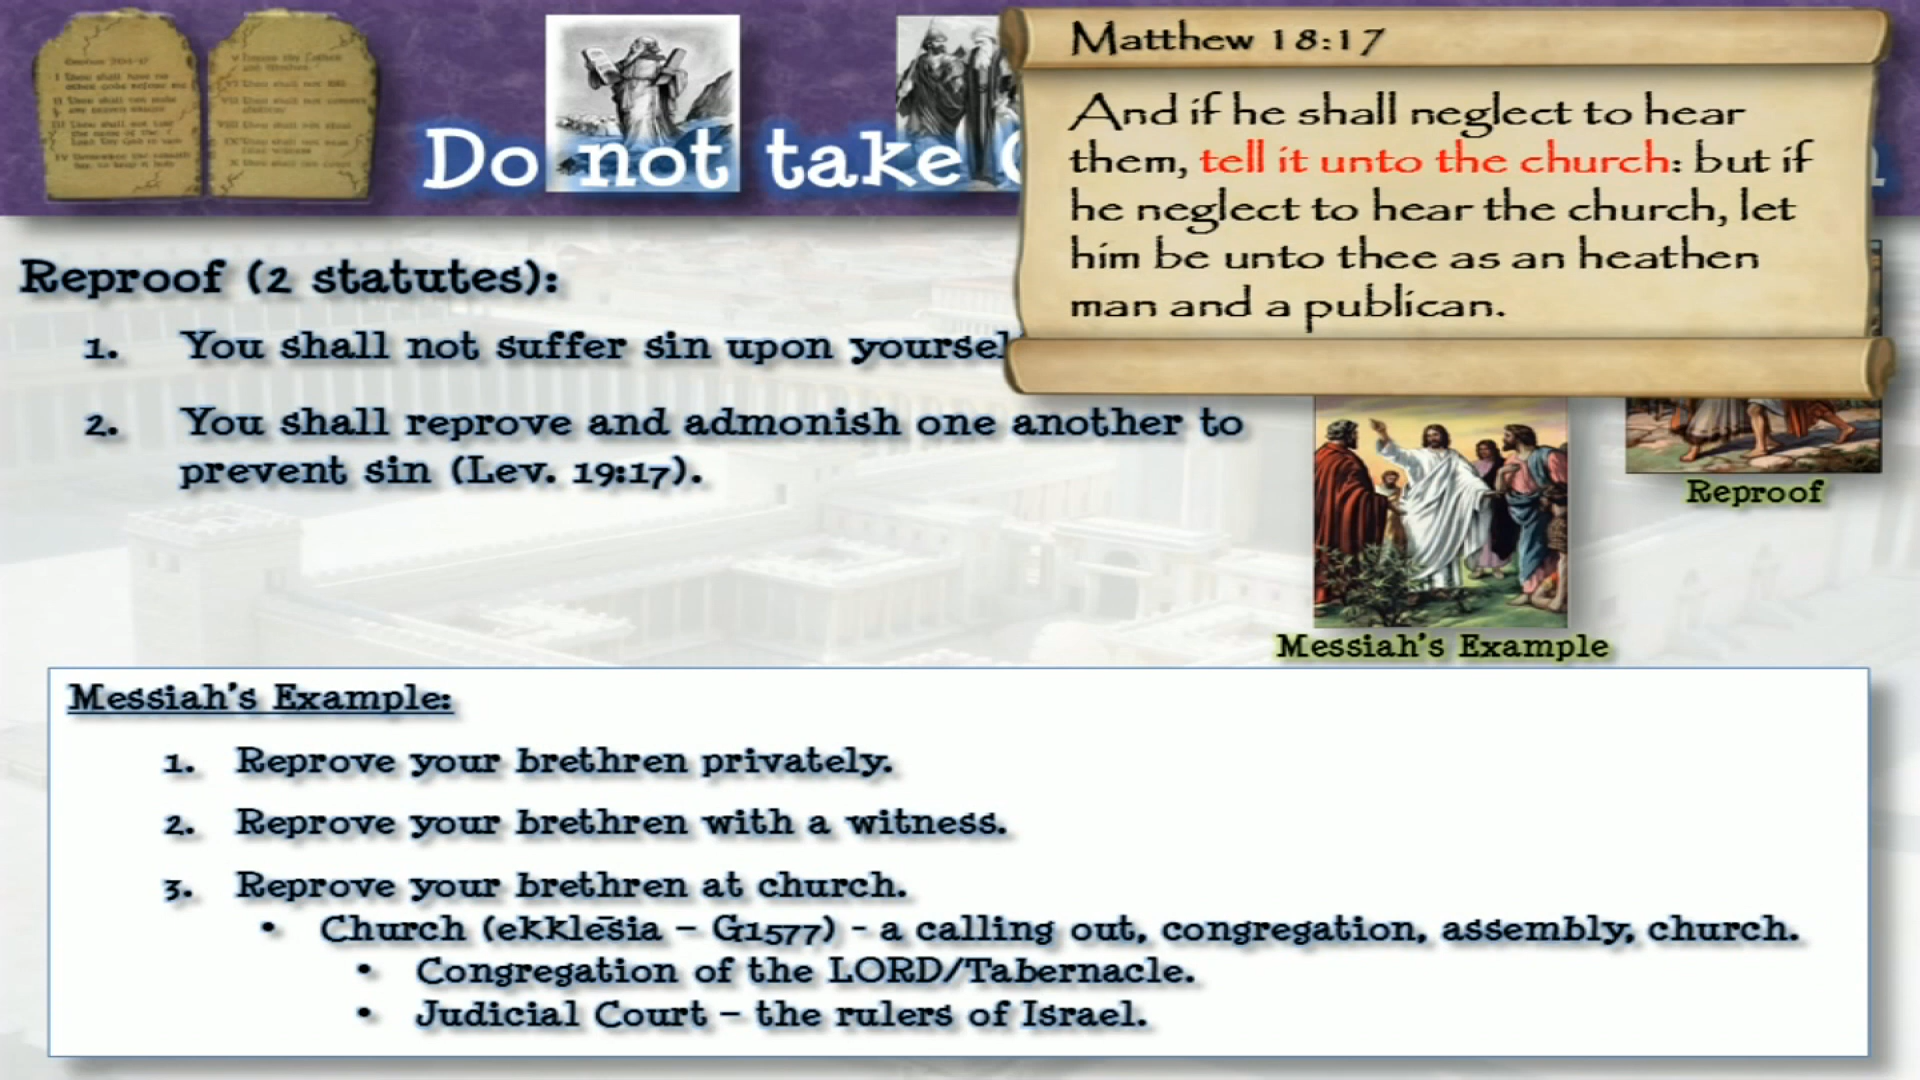 Do not take
Matthew 18:17
And if he shall neglect to hear
them, tell it unto the church: but if
he neglect to hear the church, let
him be unto thee as an heathen
man and a publican.
Reproof (2 statutes):
1. You shall not suffer sin upon
2. You shall reprove and admonish one another to
prevent sin (Lev. 19:17).
Reproof
Messiah's Example
Messiah's Example:
1. Reprove your brethren privately.
2. Reprove your brethren with a witness.
3. Reprove your brethren at church.
• Church (ekklēsia – G1577) - a calling out, congregation, assembly, church.
• Congregation of the LORD/Tabernacle.
• Judicial Court – the rulers of Israel.